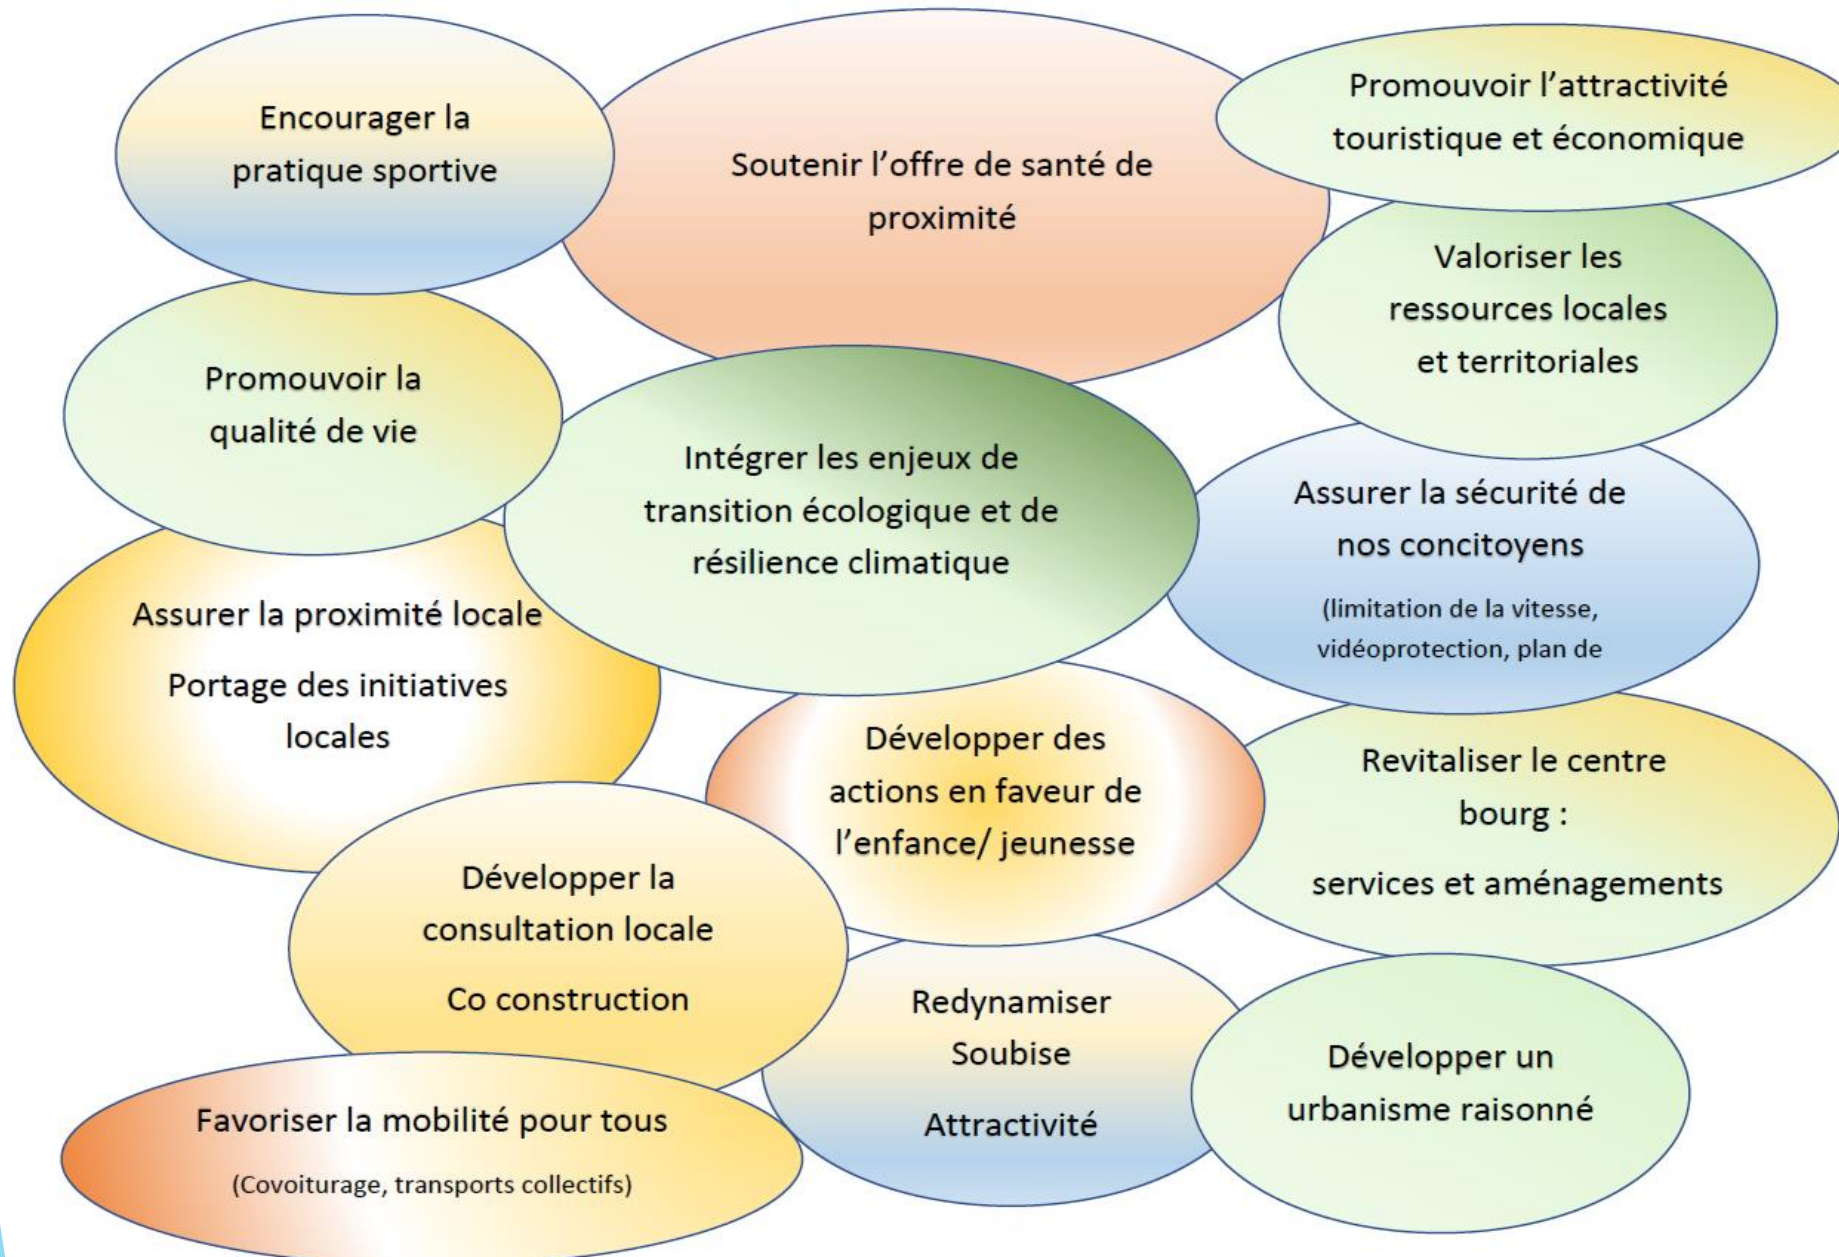 Encourager la
pratique sportive
Soutenir l’offre de santé de
proximité
Promouvoir l’attractivité
touristique et économique
Valoriser les
ressources locales
et territoriales
Promouvoir la
qualité de vie
Intégrer les enjeux de
transition écologique et de
résilience climatique
Assurer la sécurité de
nos concitoyens
(limitation de la vitesse,
vidéoprotection, plan de
Assurer la proximité locale
Portage des initiatives
locales
Développer des
actions en faveur de
l’enfance/ jeunesse
Revitaliser le centre
bourg :
services et aménagements
Développer la
consultation locale
Co construction
Redynamiser
Soubise
Attractivité
Développer un
urbanisme raisonné
Favoriser la mobilité pour tous
(Covoiturage, transports collectifs)